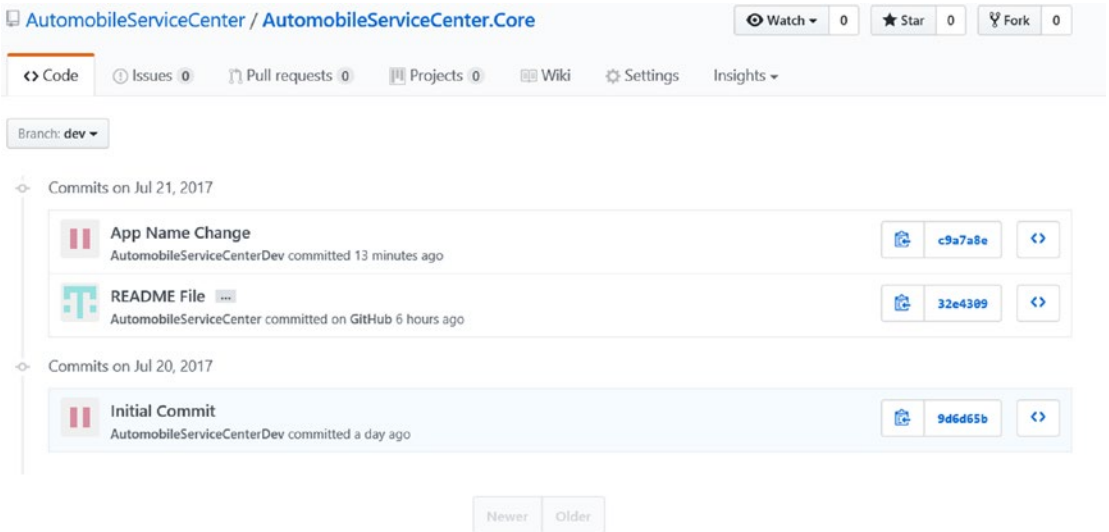 AutomobileServiceCenter / AutomobileServiceCenter.Core Watch 0 Star 0 Fork 0
<> Code Issues 0 Pull requests 0 Projects 0 Wiki Settings Insights
Branch: dev
Commits on Jul 21, 2017
App Name Change
AutomobileServiceCenterDev committed 13 minutes ago
c9a7a8e <>
README File ...
AutomobileServiceCenter committed on GitHub 6 hours ago
32e4309 <>
Commits on Jul 20, 2017
Initial Commit
AutomobileServiceCenterDev committed a day ago
9d6d65b <>
Newer Older